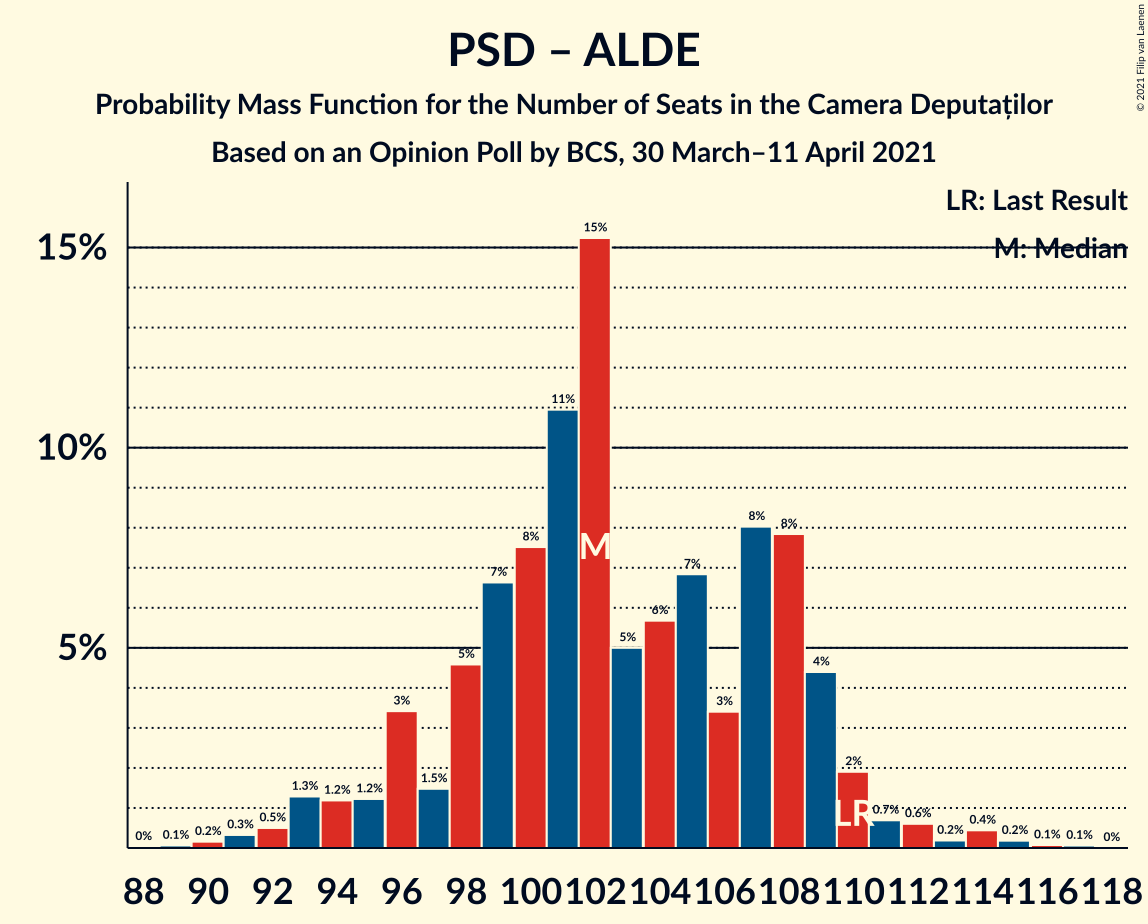 PSD – ALDE
Probability Mass Function for the Number of Seats in the Camera Deputaților
Based on an Opinion Poll by BCS, 30 March–11 April 2021
© 2021 Filip van Laenen
LR: Last Result
M: Median
15%
10%
5%
0% 0.1% 0.2% 0.3% 0.5% 1.3% 1.2% 1.2% 3% 1.5% 5% 7% 8% 11% 15% 5% 6% 7% 3% 8% 8% 4% 2% 0.7% 0.6% 0.2% 0.4% 0.2% 0.1% 0.1% 0%
M
LR
88 90 92 94 96 98 100 102 104 106 108 110 112 114 116 118